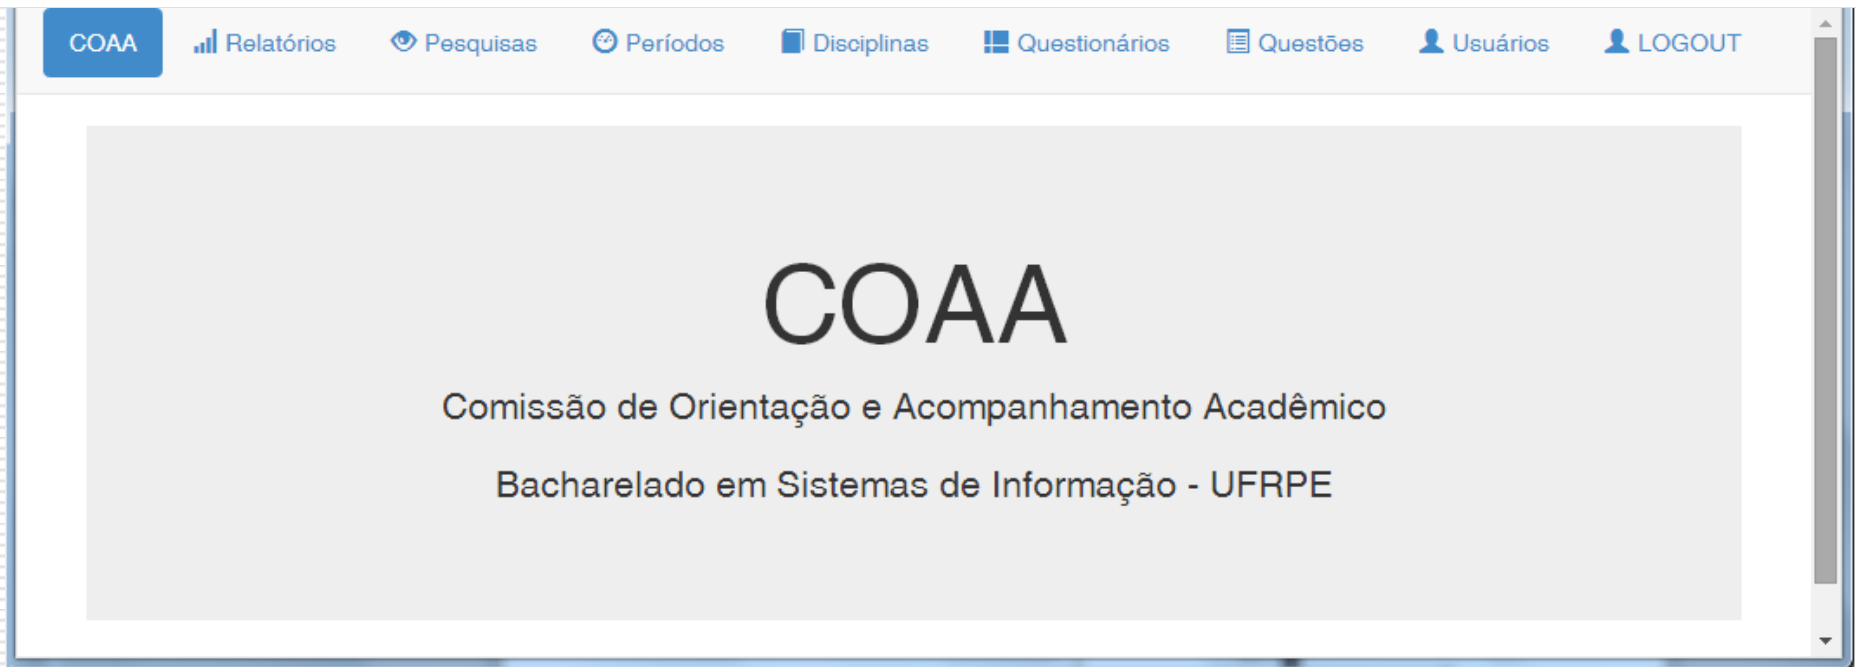 COAA Relatórios Pesquisas Períodos Disciplinas Questionários Questões Usuários LOGOUT
COAA
Comissão de Orientação e Acompanhamento Acadêmico
Bacharelado em Sistemas de Informação - UFRPE